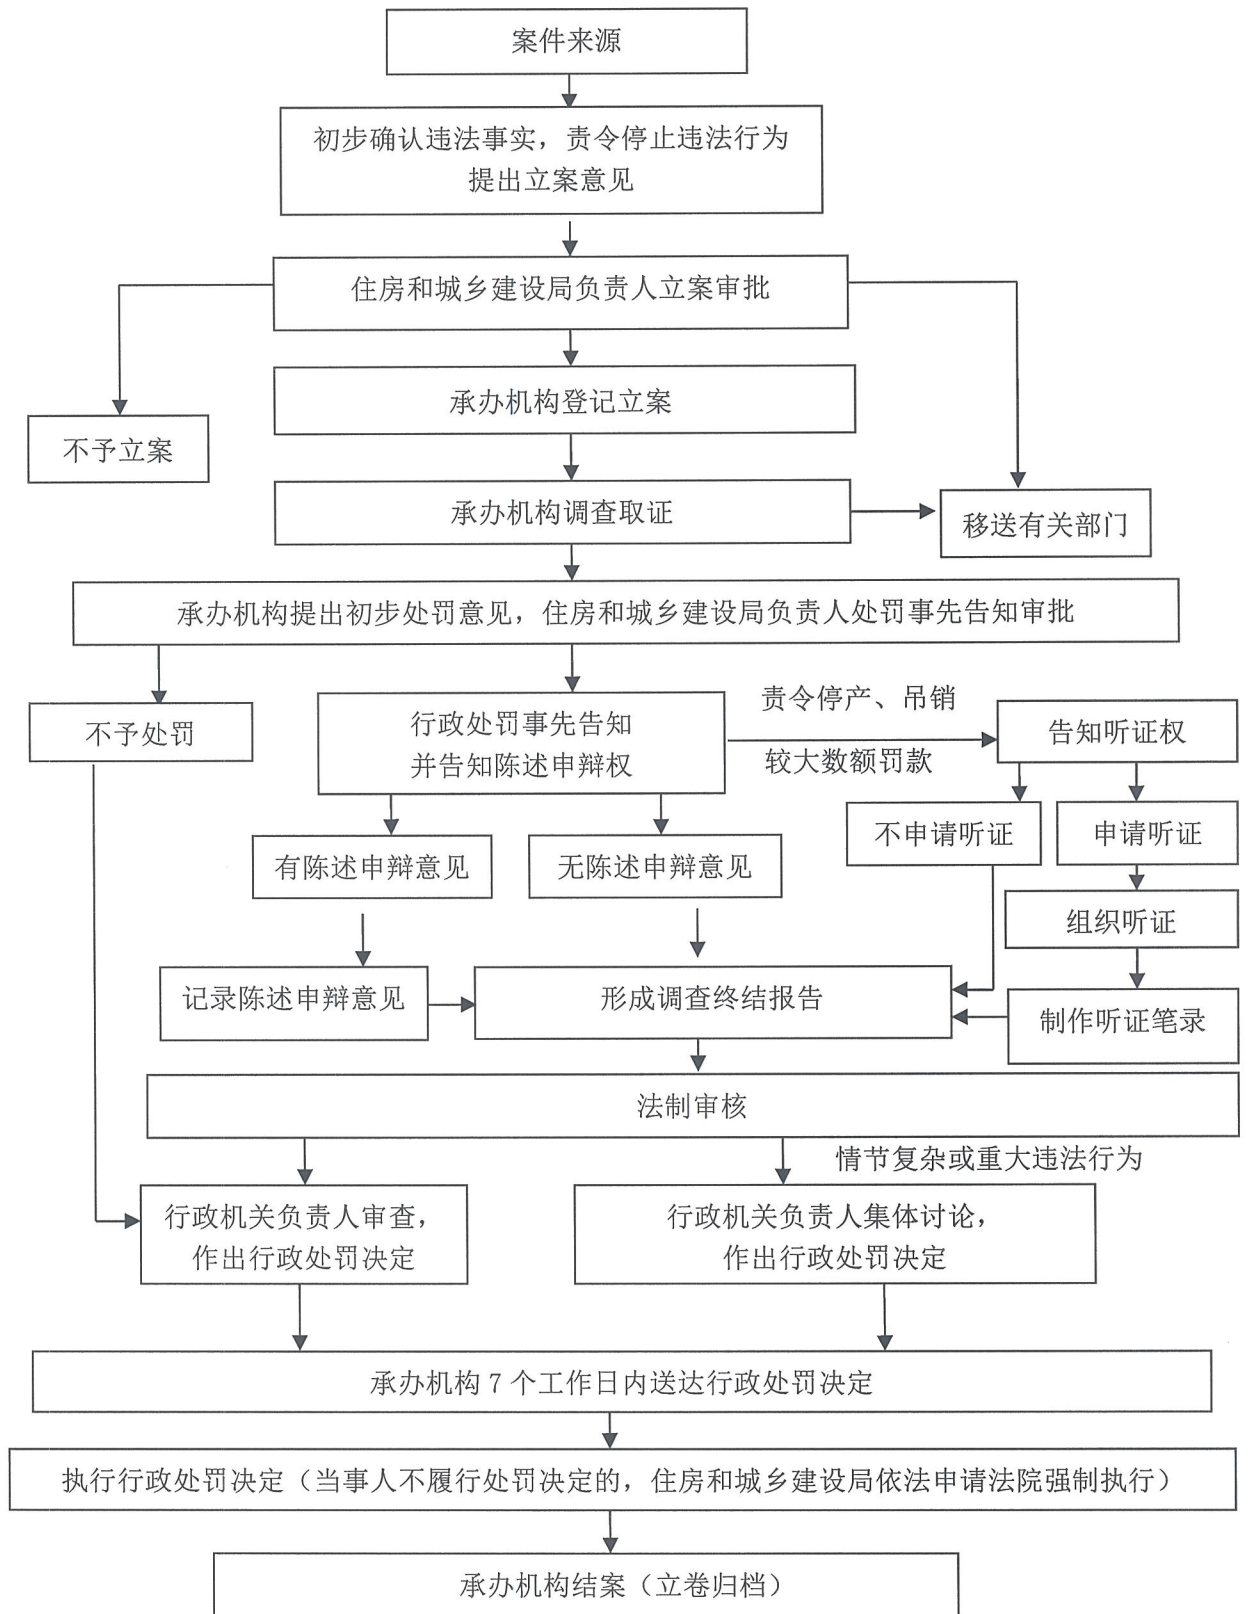 案件来源
初步确认违法事实，责令停止违法行为
提出立案意见
住房和城乡建设局负责人立案审批
承办机构登记立案
不予立案
承办机构调查取证
移送有关部门
承办机构提出初步处罚意见，住房和城乡建设局负责人处罚事先告知审批
不予处罚
行政处罚事先告知
并告知陈述申辩权
责令停产、吊销
较大数额罚款
告知听证权
不申请听证
申请听证
有陈述申辩意见
无陈述申辩意见
组织听证
记录陈述申辩意见
形成调查终结报告
制作听证笔录
法制审核
情节复杂或重大违法行为
行政机关负责人审查，
作出行政处罚决定
行政机关负责人集体讨论，
作出行政处罚决定
承办机构 7 个工作日内送达行政处罚决定
执行行政处罚决定（当事人不履行处罚决定的，住房和城乡建设局依法申请法院强制执行）
承办机构结案（立卷归档）